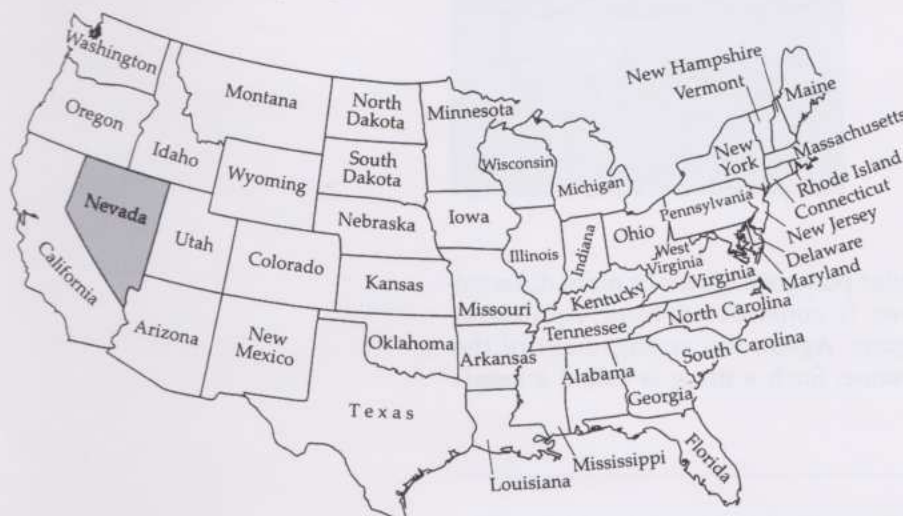 Washington
Oregon
Idaho
Montana
Wyoming
North
Dakota
South
Dakota
Nebraska
Kansas
Minnesota
Iowa
Wisconsin
Michigan
Illinois
Indiana
Ohio
Missouri
Nevada
California
Utah
Colorado
Arizona
New
Mexico
Oklahoma
Texas
Arkansas
Louisiana
Mississippi
Alabama
Georgia
Florida
Tennessee
Kentucky
West
Virginia
Virginia
North Carolina
South Carolina
Pennsylvania
New
York
New Hampshire
Vermont
Maine
Massachusetts
Rhode Island
Connecticut
New Jersey
Delaware
Maryland